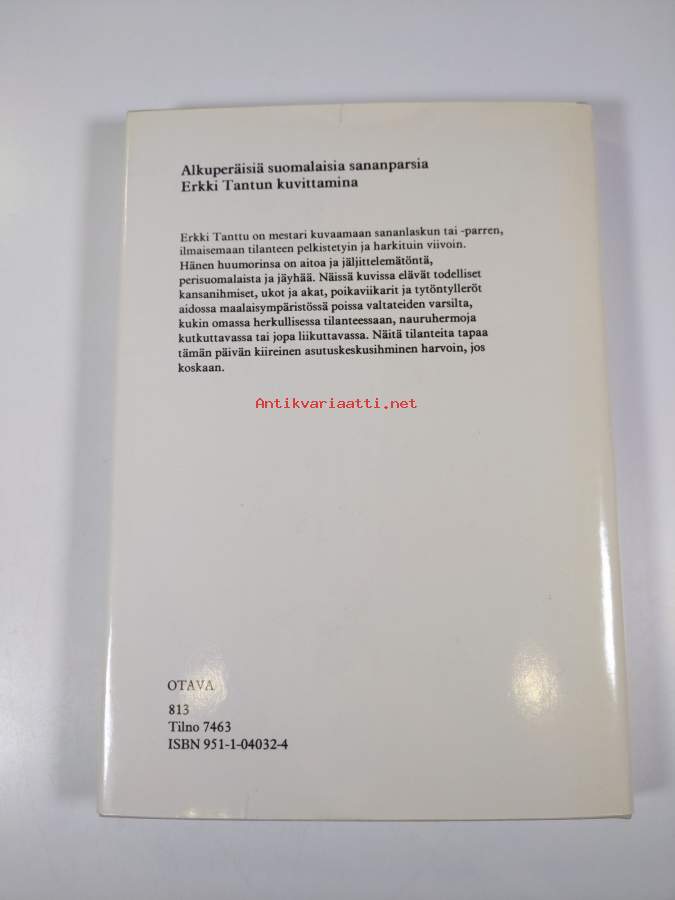 Alkuperäisiä suomalaisia sananparsia
Erkki Tantun kuvittamina
Erkki Tanttu on mestari kuvaamaan sananlaskun tai -parren,
ilmaisemaan tilanteen pelkistetyin ja harkituin viivoin.
Hänen huumorinsa on aitoa ja jäljittelemätöntä,
perisuomalaista ja jäyhää. Näissä kuvissa elävät todelliset
kansanihmiset, ukot ja akat, poikaviikarit ja tytöntylleröt
aidossa maalaisympäristössä poissa valtateiden varsilta,
kukin omassa herkullisessa tilanteessaan, nauruhermoja
kutkuttavassa tai jopa liikuttavassa. Näitä tilanteita tapaa
tämän päivän kiireinen asutuskeskusihminen harvoin, jos
koskaan.
Antikvariaatti.net
OTAVA
813
Tilno 7463
ISBN 951-1-04032-4